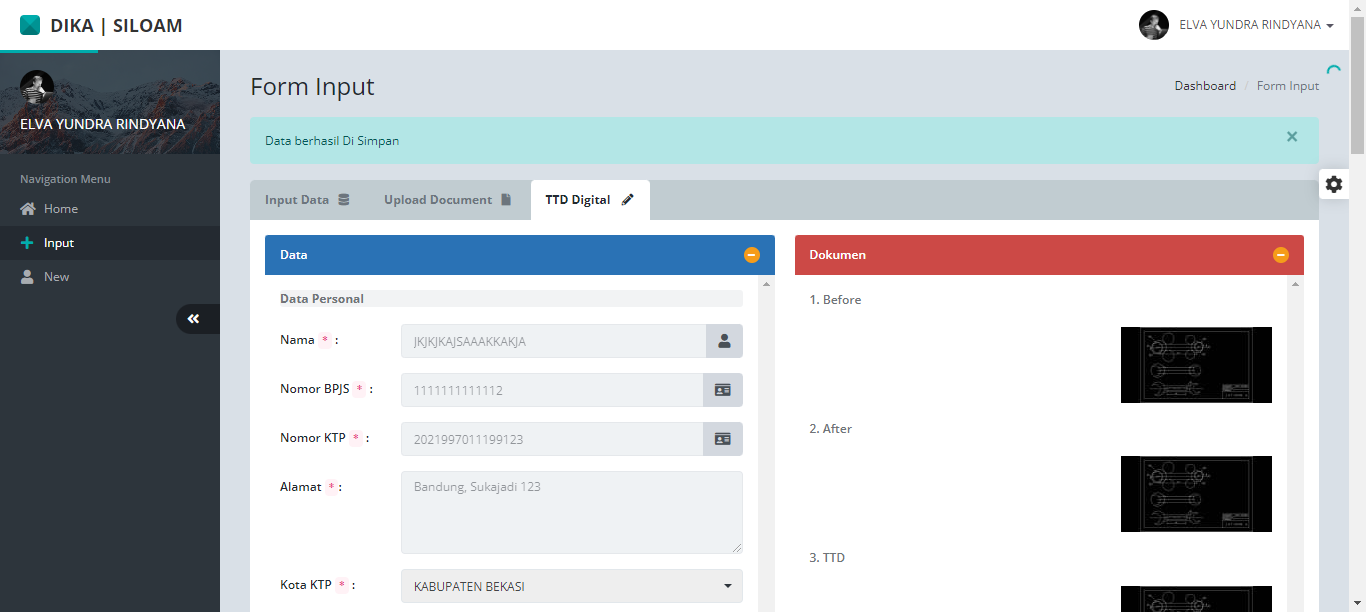 DIKA | SILOAM
ELVA YUNDRA RINDYANA
ELVA YUNDRA RINDYANA
Navigation Menu
Home
Input
New
Form Input
Dashboard / Form Input
Data berhasil Di Simpan
×
Input Data
Upload Document
TTD Digital
Data
Data Personal
Nama * :
JKJKJKAJSAAAKKAKJA
Nomor BPJS * :
1111111111112
Nomor KTP * :
2021997011199123
Alamat * :
Bandung, Sukajadi 123
Kota KTP * :
KABUPATEN BEKASI
Dokumen
1. Before
2. After
3. TTD